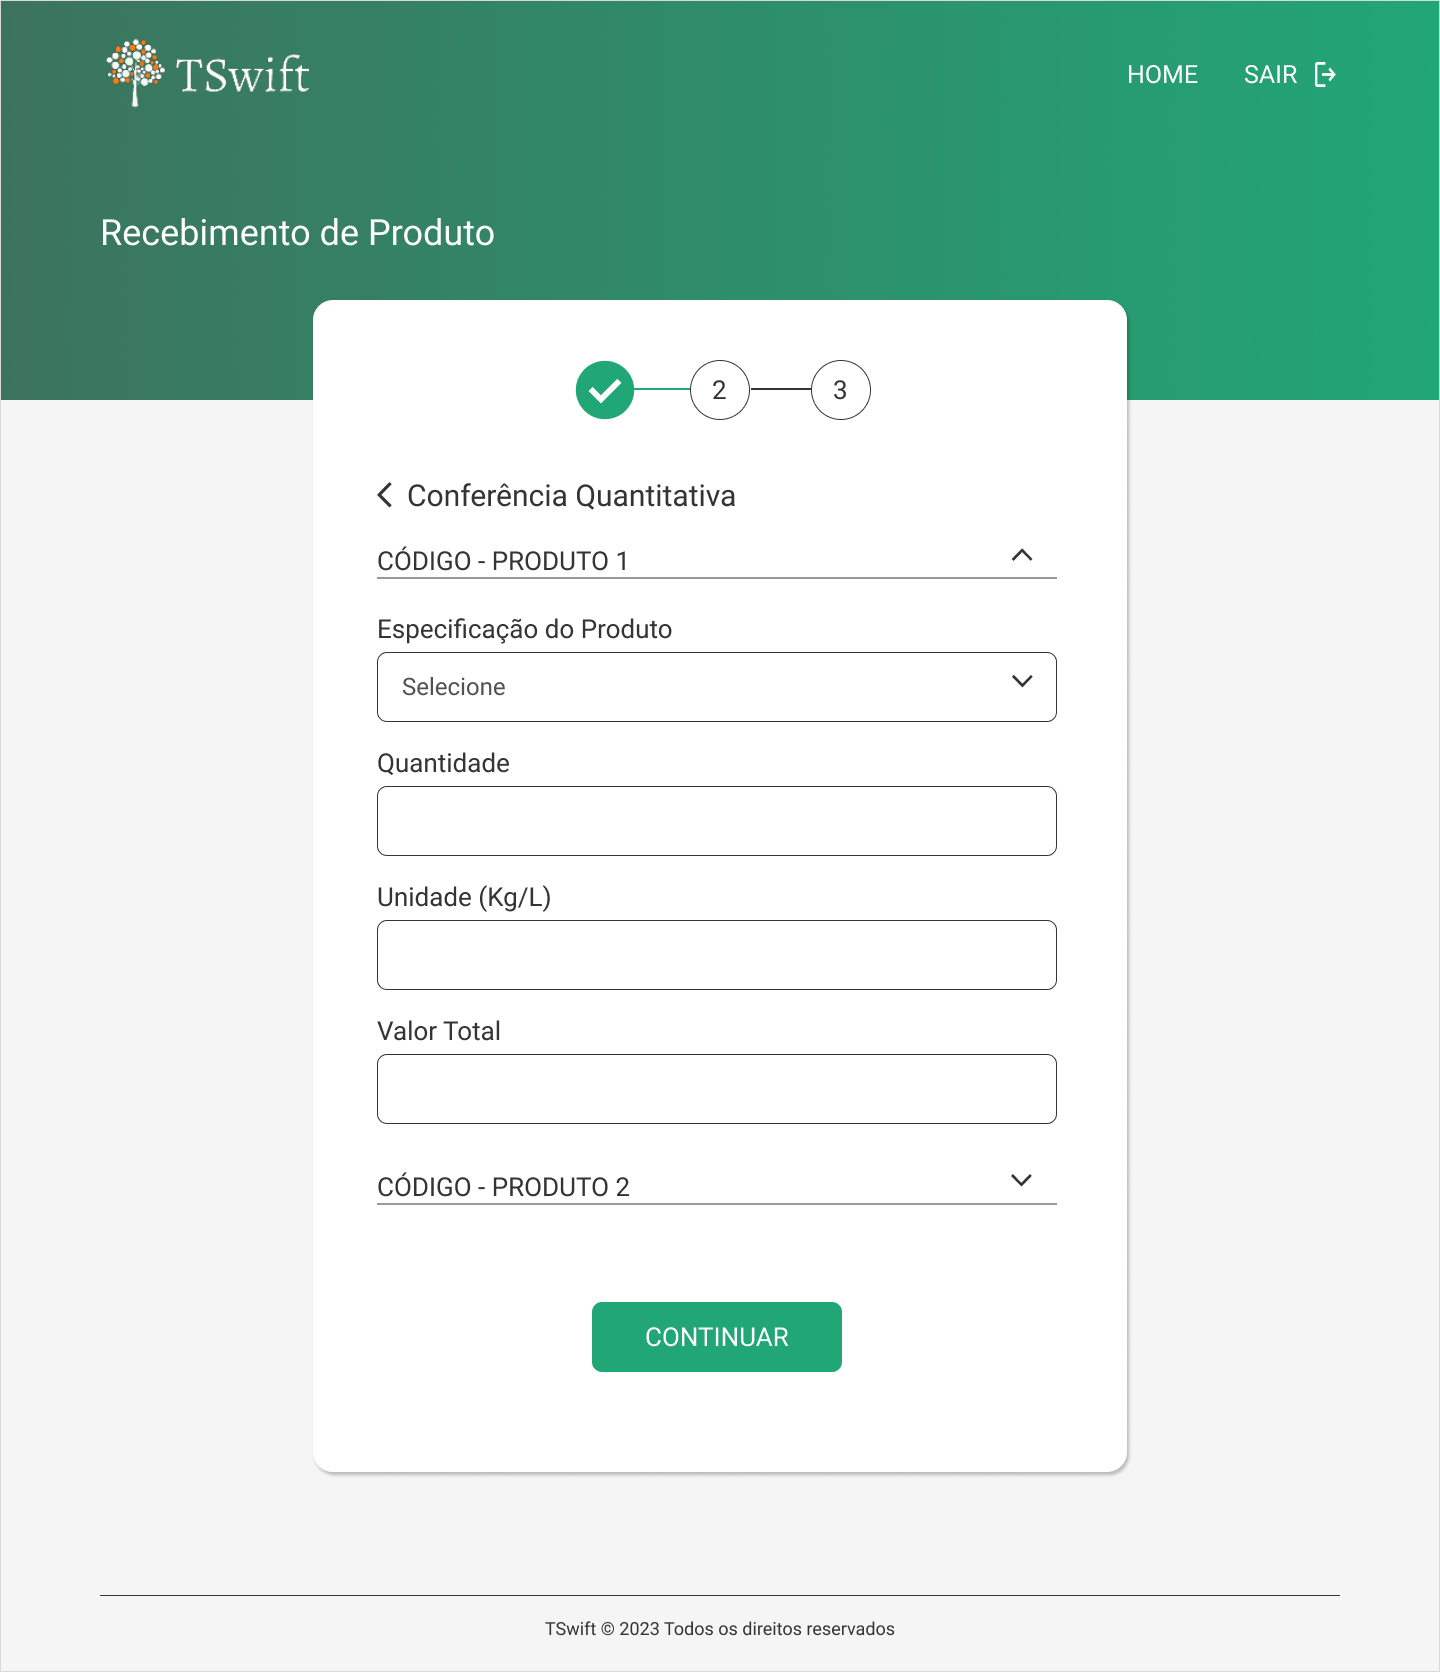 TSwift
HOME SAIR
Recebimento de Produto
2 3
Conferência Quantitativa
CÓDIGO - PRODUTO 1
Especificação do Produto
Selecione
Quantidade
Unidade (Kg/L)
Valor Total
CÓDIGO - PRODUTO 2
CONTINUAR
TSwift © 2023 Todos os direitos reservados